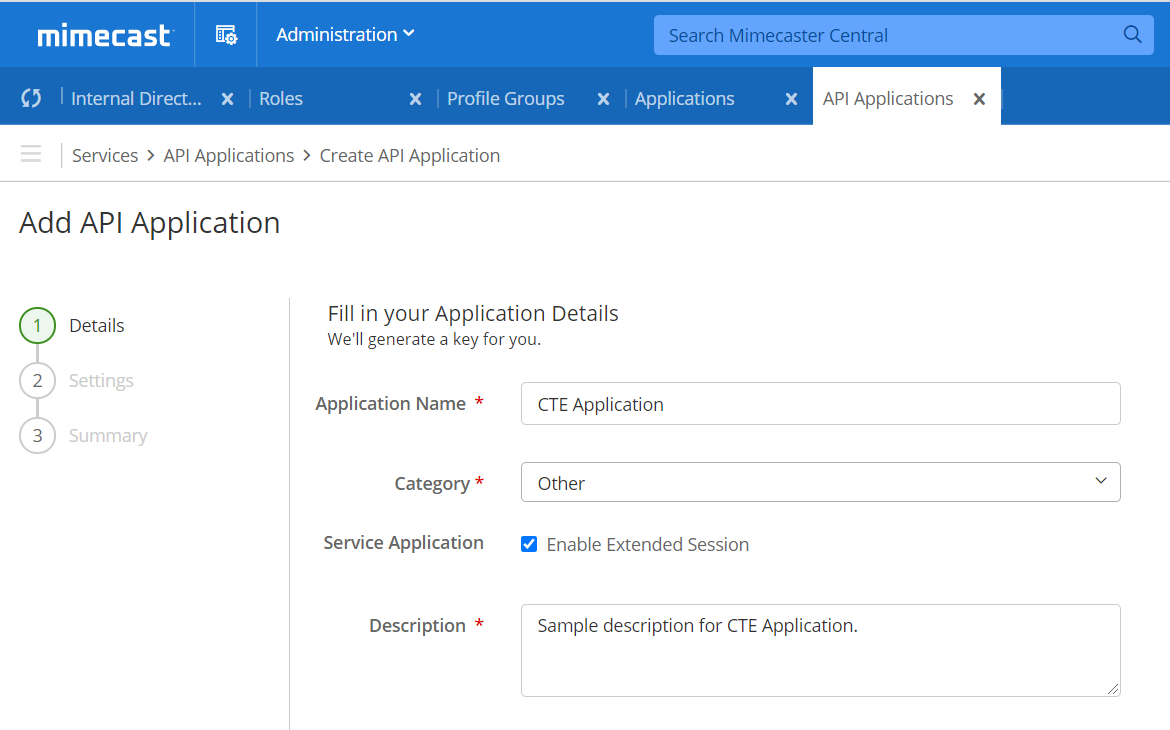 mimecast Administration Search Mimecaster Central
Internal Direct... Roles Profile Groups Applications API Applications
Services > API Applications > Create API Application
Add API Application
Fill in your Application Details
We'll generate a key for you.
1 Details
2 Settings
3 Summary
Application Name * CTE Application
Category * Other
Service Application Enable Extended Session
Description * Sample description for CTE Application.